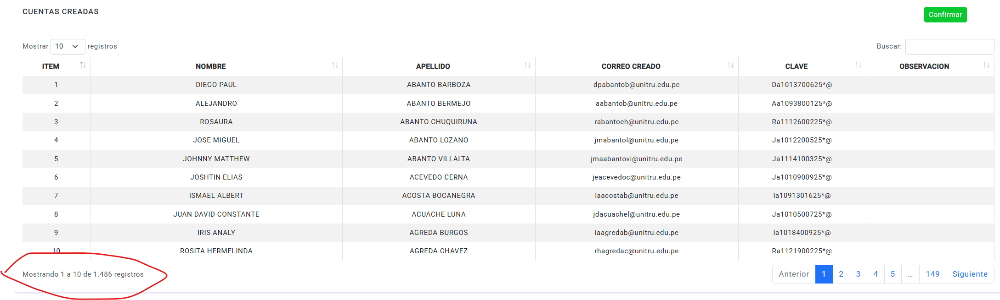 CUENTAS CREADAS
Confirmar
Mostrar 10 registros
Buscar:
ITEM NOMBRE APELLIDO CORREO CREADO CLAVE OBSERVACION
1 DIEGO PAUL ABANTO BARBOZA dpabantob@unitru.edu.pe Da1013700625*@
2 ALEJANDRO ABANTO BERMEJO aabantob@unitru.edu.pe Aa1093800125*@
3 ROSAURA ABANTO CHUQUIRUNA rabantoch@unitru.edu.pe Ra1112600225*@
4 JOSE MIGUEL ABANTO LOZANO jmabantol@unitru.edu.pe Ja1012200525*@
5 JOHNNY MATTHEW ABANTO VILLALTA jmaabantovi@unitru.edu.pe Ja1114100325*@
6 JOSHTIN ELIAS ACEVEDO CERNA jeacevedoc@unitru.edu.pe Ja1010900925*@
7 ISMAEL ALBERT ACOSTA BOCANEGRA iaacostab@unitru.edu.pe Ia1091301625*@
8 JUAN DAVID CONSTANTE ACUACHE LUNA jdacuachel@unitru.edu.pe Ja1010500725*@
9 IRIS ANALY AGREDA BURGOS iaagredab@unitru.edu.pe Ia1018400925*@
10 ROSITA HERMELINDA AGREDA CHAVEZ rhagredac@unitru.edu.pe Ra1121900225*@
Mostrando 1 a 10 de 1.486 registros
Anterior 1 2 3 4 5 … 149 Siguiente